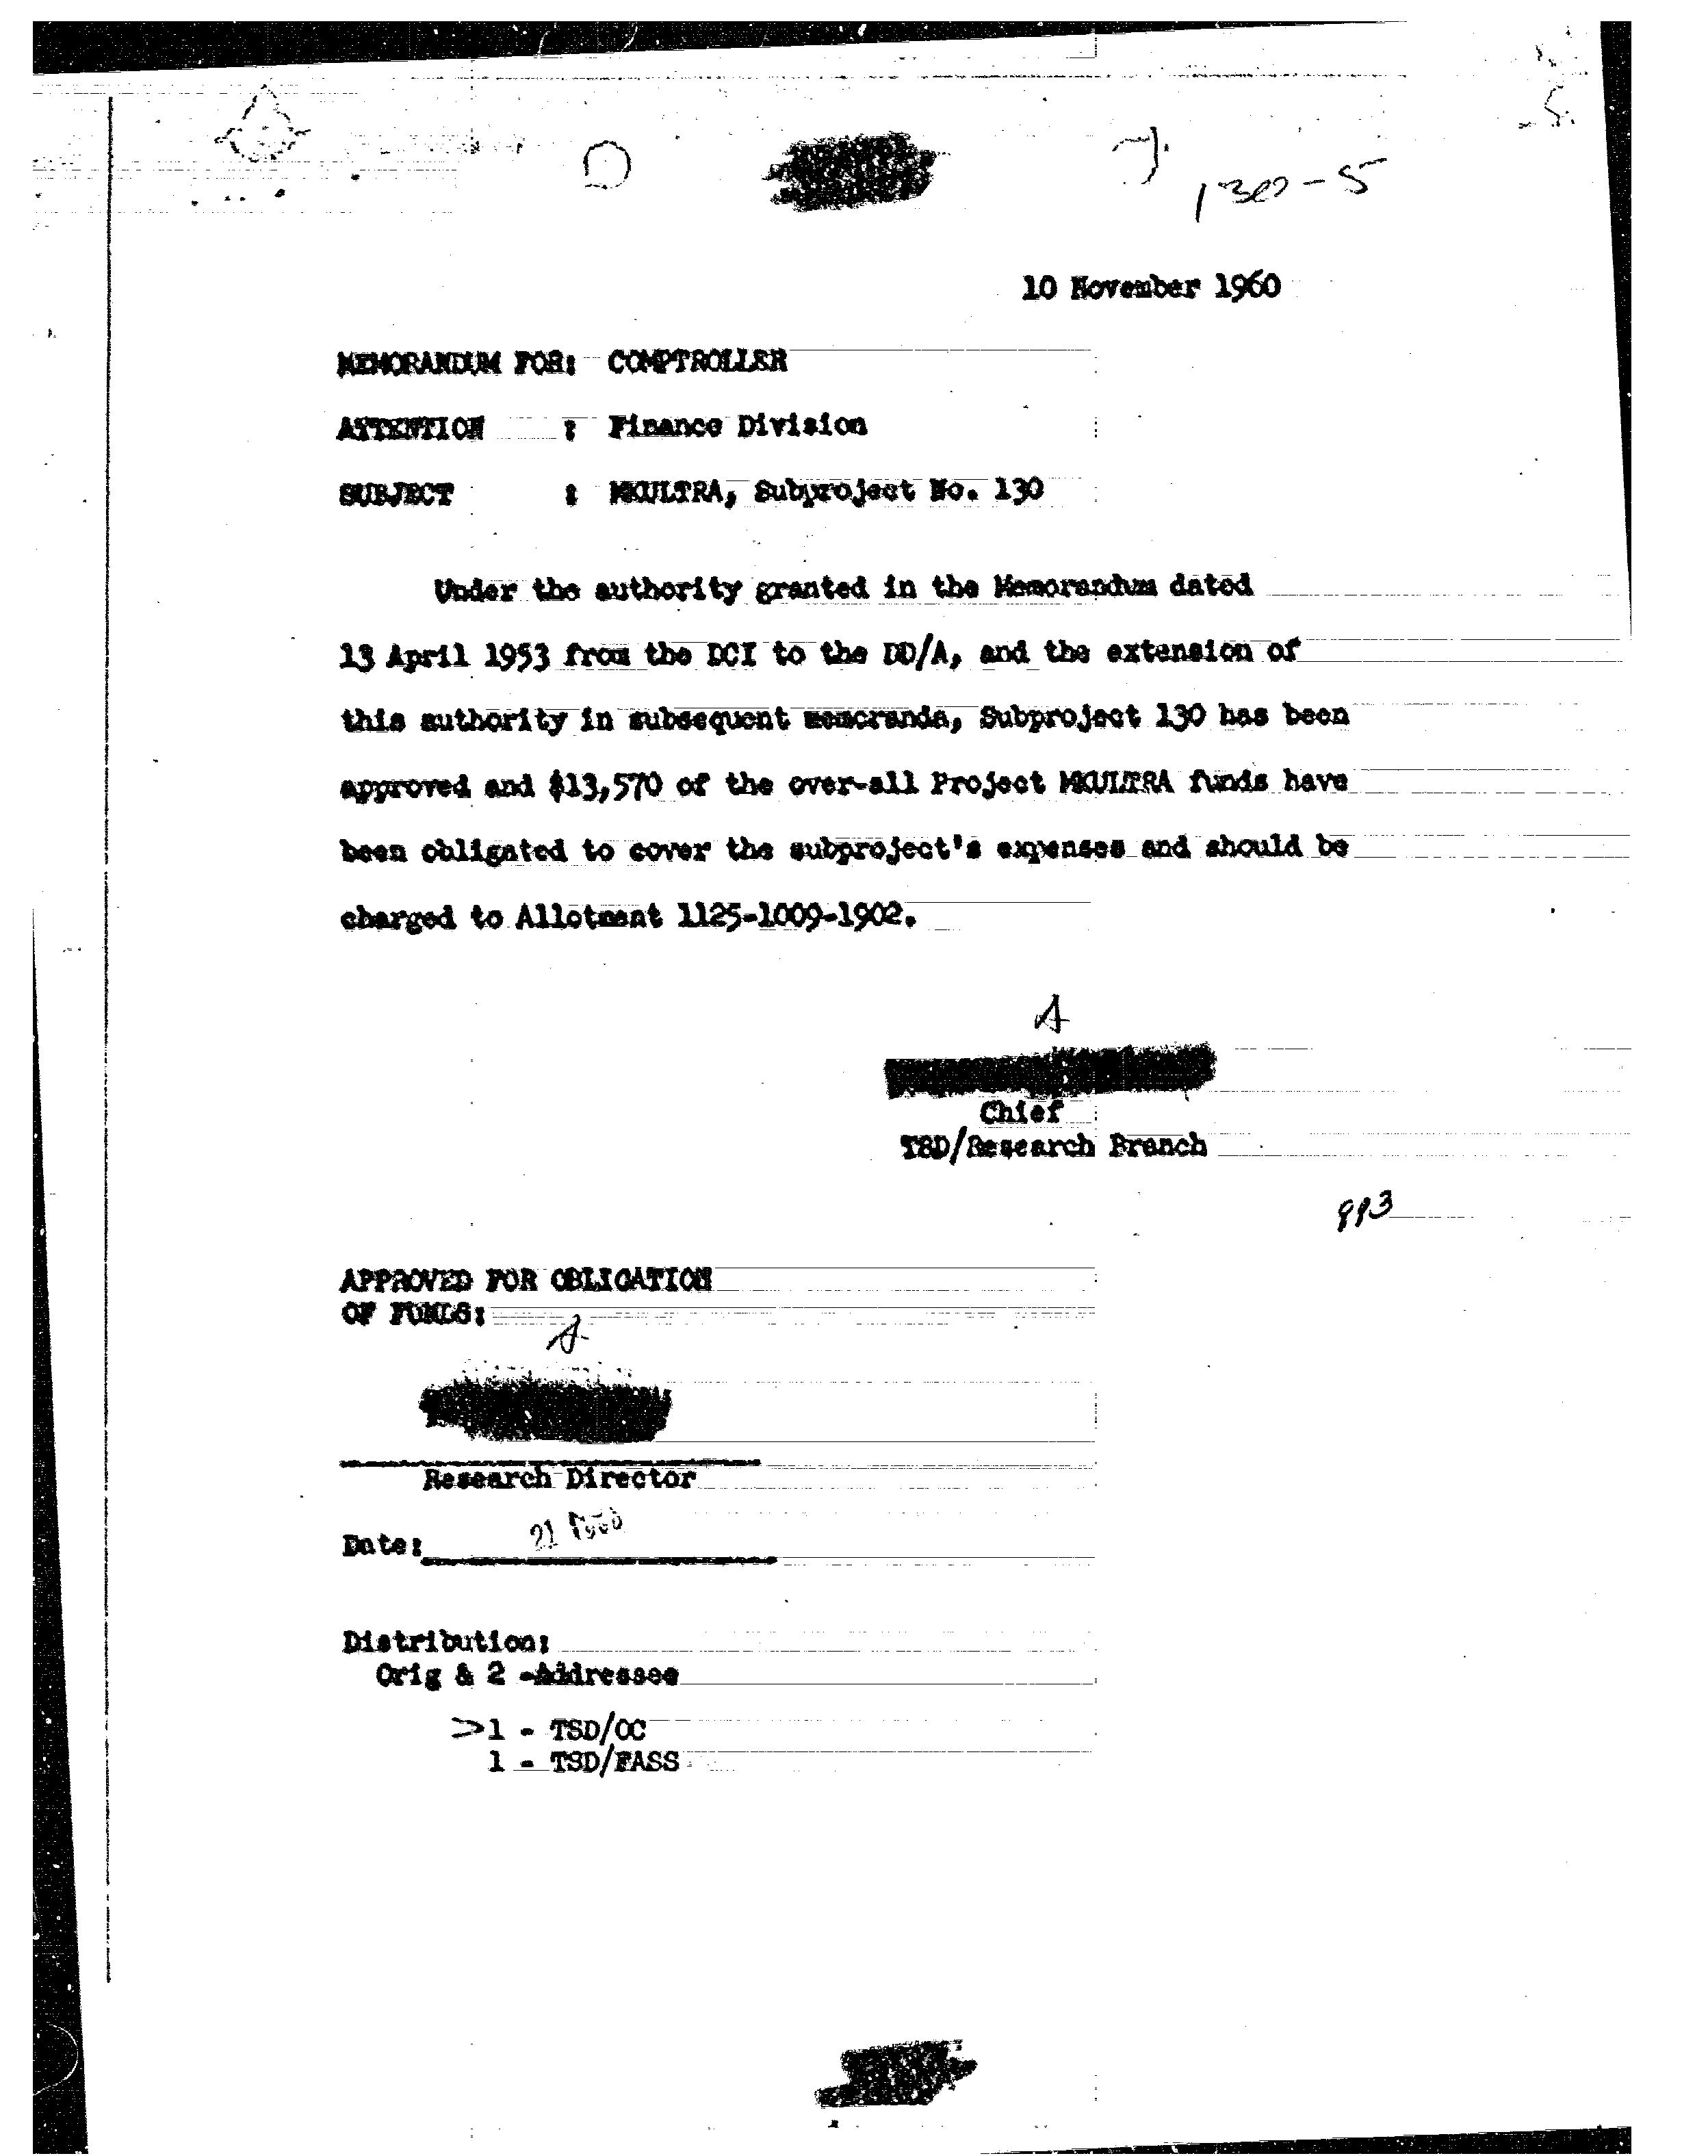 130-5
10 November 1960
MEMORANDUM FOR: COMPTROLLER
ATTENTION : Finance Division
SUBJECT : MKULTRA, Subproject No. 130
Under the authority granted in the Memorandum dated
13 April 1953 from the DCI to the DD/A, and the extension of
this authority in subsequent memoranda, Subproject 130 has been
approved and $13,570 of the over-all Project MKULTRA funds have
been obligated to cover the subproject's expenses and should be
charged to Allotment 1125-1009-1902.
A
Chief
TSD/Research Branch
APPROVED FOR OBLIGATION
OF FUNDS:
A
Research Director
Date: 21
Distribution:
Orig & 2 -Addressee
>1 - TSD/OC
1 - TSD/FASS